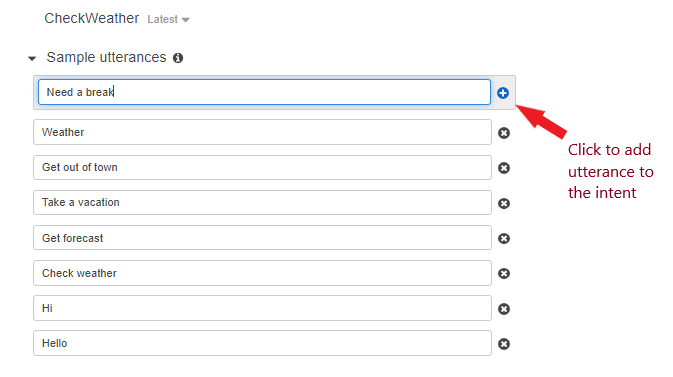 CheckWeather Latest
Sample utterances
Need a break
Weather
Click to add
utterance to
the intent
Get out of town
Take a vacation
Get forecast
Check weather
Hi
Hello